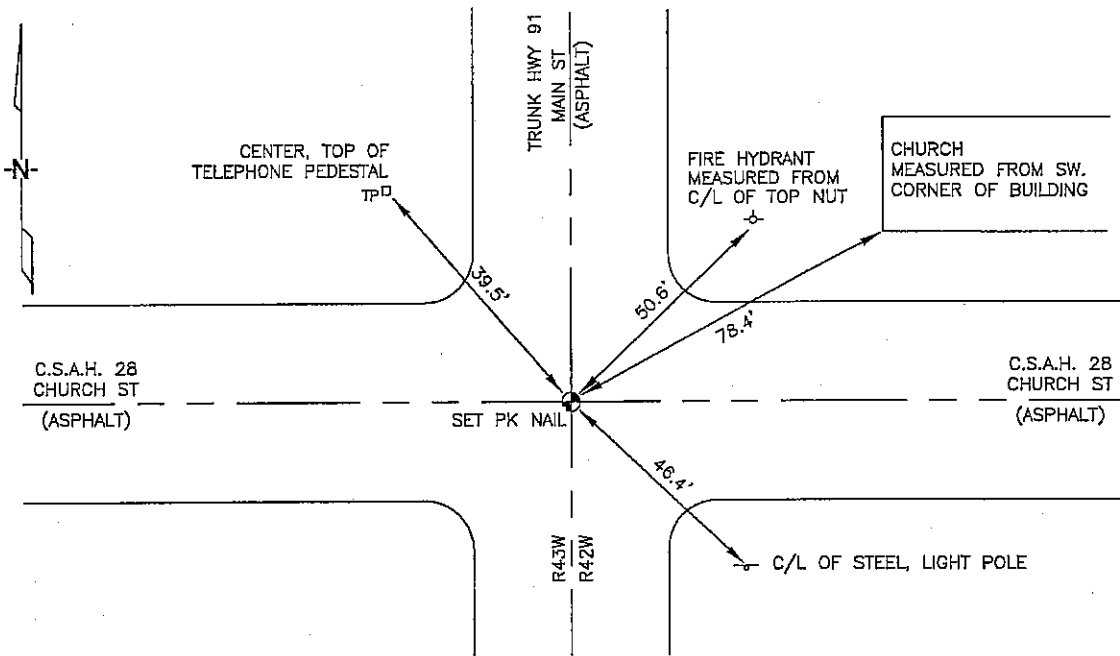 TRUNK HWY 91
MAIN ST
(ASPHALT)
-N-
CENTER, TOP OF
TELEPHONE PEDESTAL
TP
FIRE HYDRANT
MEASURED FROM
C/L OF TOP NUT
CHURCH
MEASURED FROM SW.
CORNER OF BUILDING
39.5'
50.6'
78.4'
C.S.A.H. 28
CHURCH ST
(ASPHALT)
SET PK NAIL
C.S.A.H. 28
CHURCH ST
(ASPHALT)
46.4'
R43W
R42W
C/L OF STEEL, LIGHT POLE